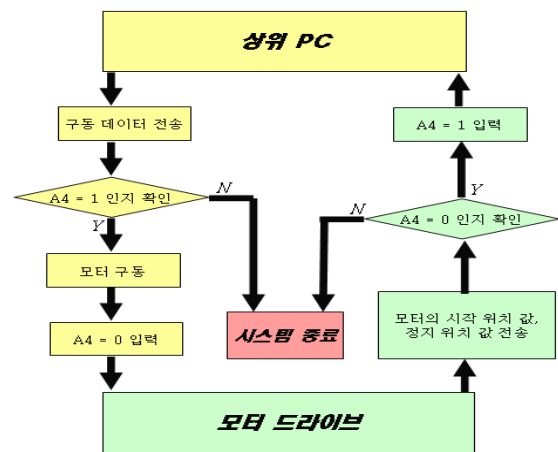 상위 PC
구동 데이터 전송
A4 = 1 인지 확인
N
Y
모터 구동
A4 = 0 입력
시스템 종료
모터 드라이브
모터의 시작 위치 값,
정지 위치 값 전송
A4 = 0 인지 확인
N
Y
A4 = 1 입력